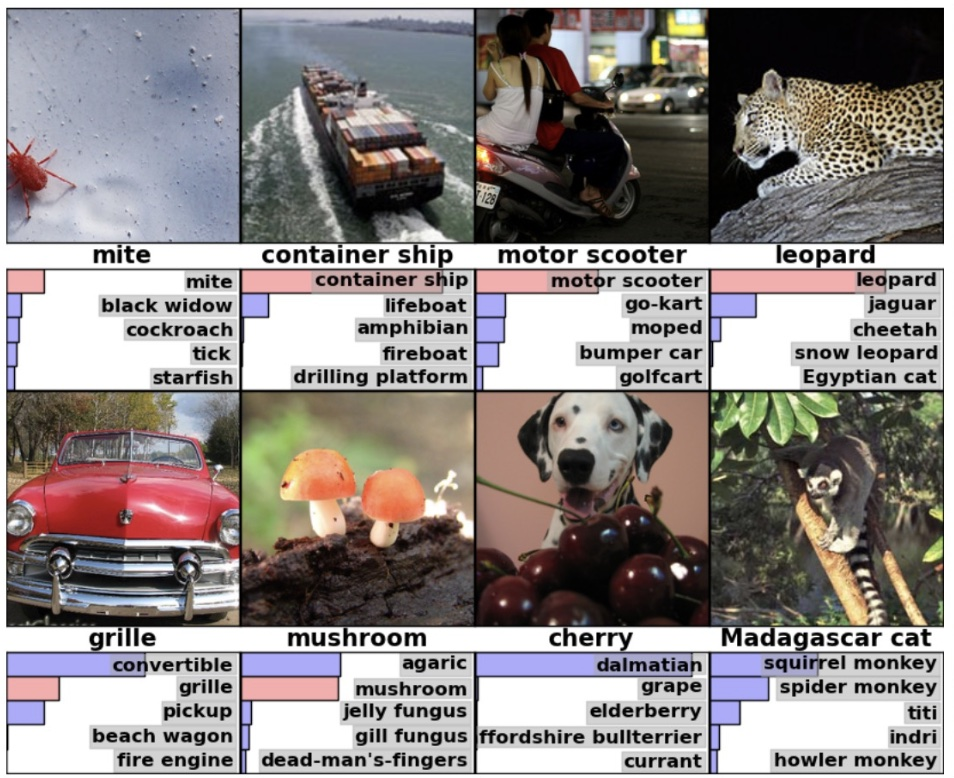 mite
container ship
motor scooter
leopard
mite
black widow
cockroach
tick
starfish
container ship
lifeboat
amphibian
fireboat
drilling platform
motor scooter
go-kart
moped
bumper car
golfcart
leopard
jaguar
cheetah
snow leopard
Egyptian cat
grille
mushroom
cherry
Madagascar cat
convertible
grille
pickup
beach wagon
fire engine
agaric
mushroom
jelly fungus
gill fungus
dead-man's-fingers
dalmatian
grape
elderberry
ffordshire bullterrier
currant
squirrel monkey
spider monkey
titi
indri
howler monkey